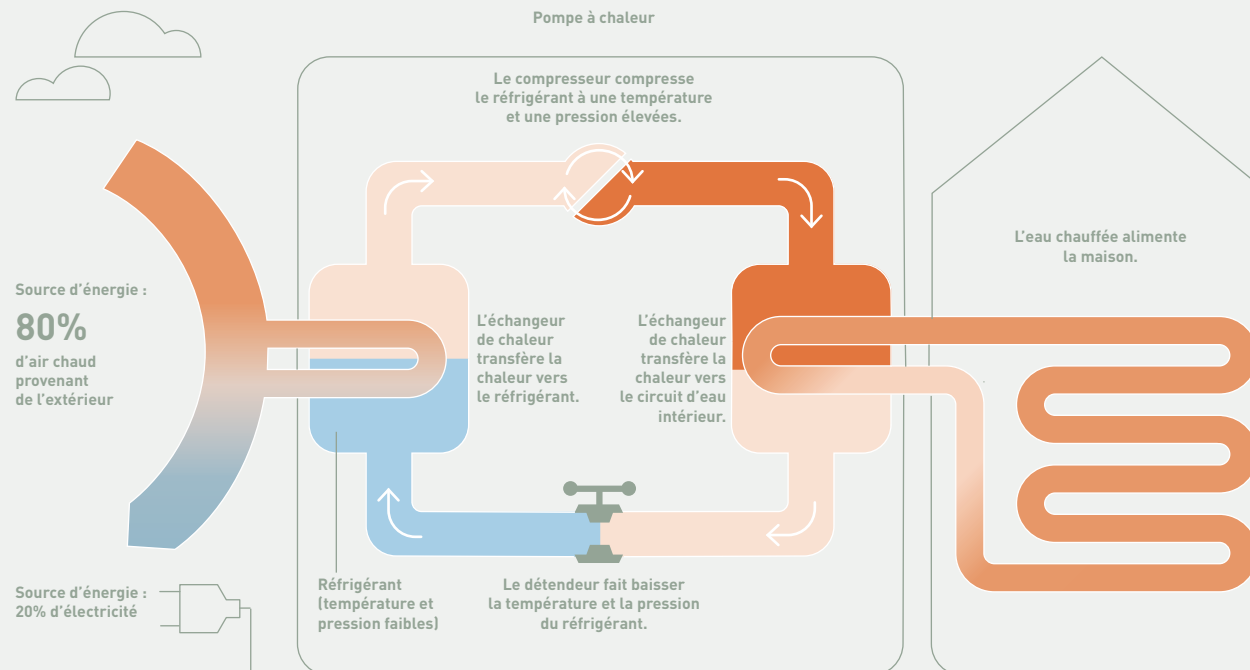 Pompe à chaleur
Le compresseur compresse
le réfrigérant à une température
et une pression élevées.
L'eau chauffée alimente
la maison.
Source d'énergie :
80%
d'air chaud
provenant
de l'extérieur
L'échangeur
de chaleur
transfère la
chaleur vers
le réfrigérant.
L'échangeur
de chaleur
transfère la
chaleur vers
le circuit d'eau
intérieur.
Source d'énergie :
20% d'électricité
Réfrigérant
(température et
pression faibles)
Le détendeur fait baisser
la température et la pression
du réfrigérant.